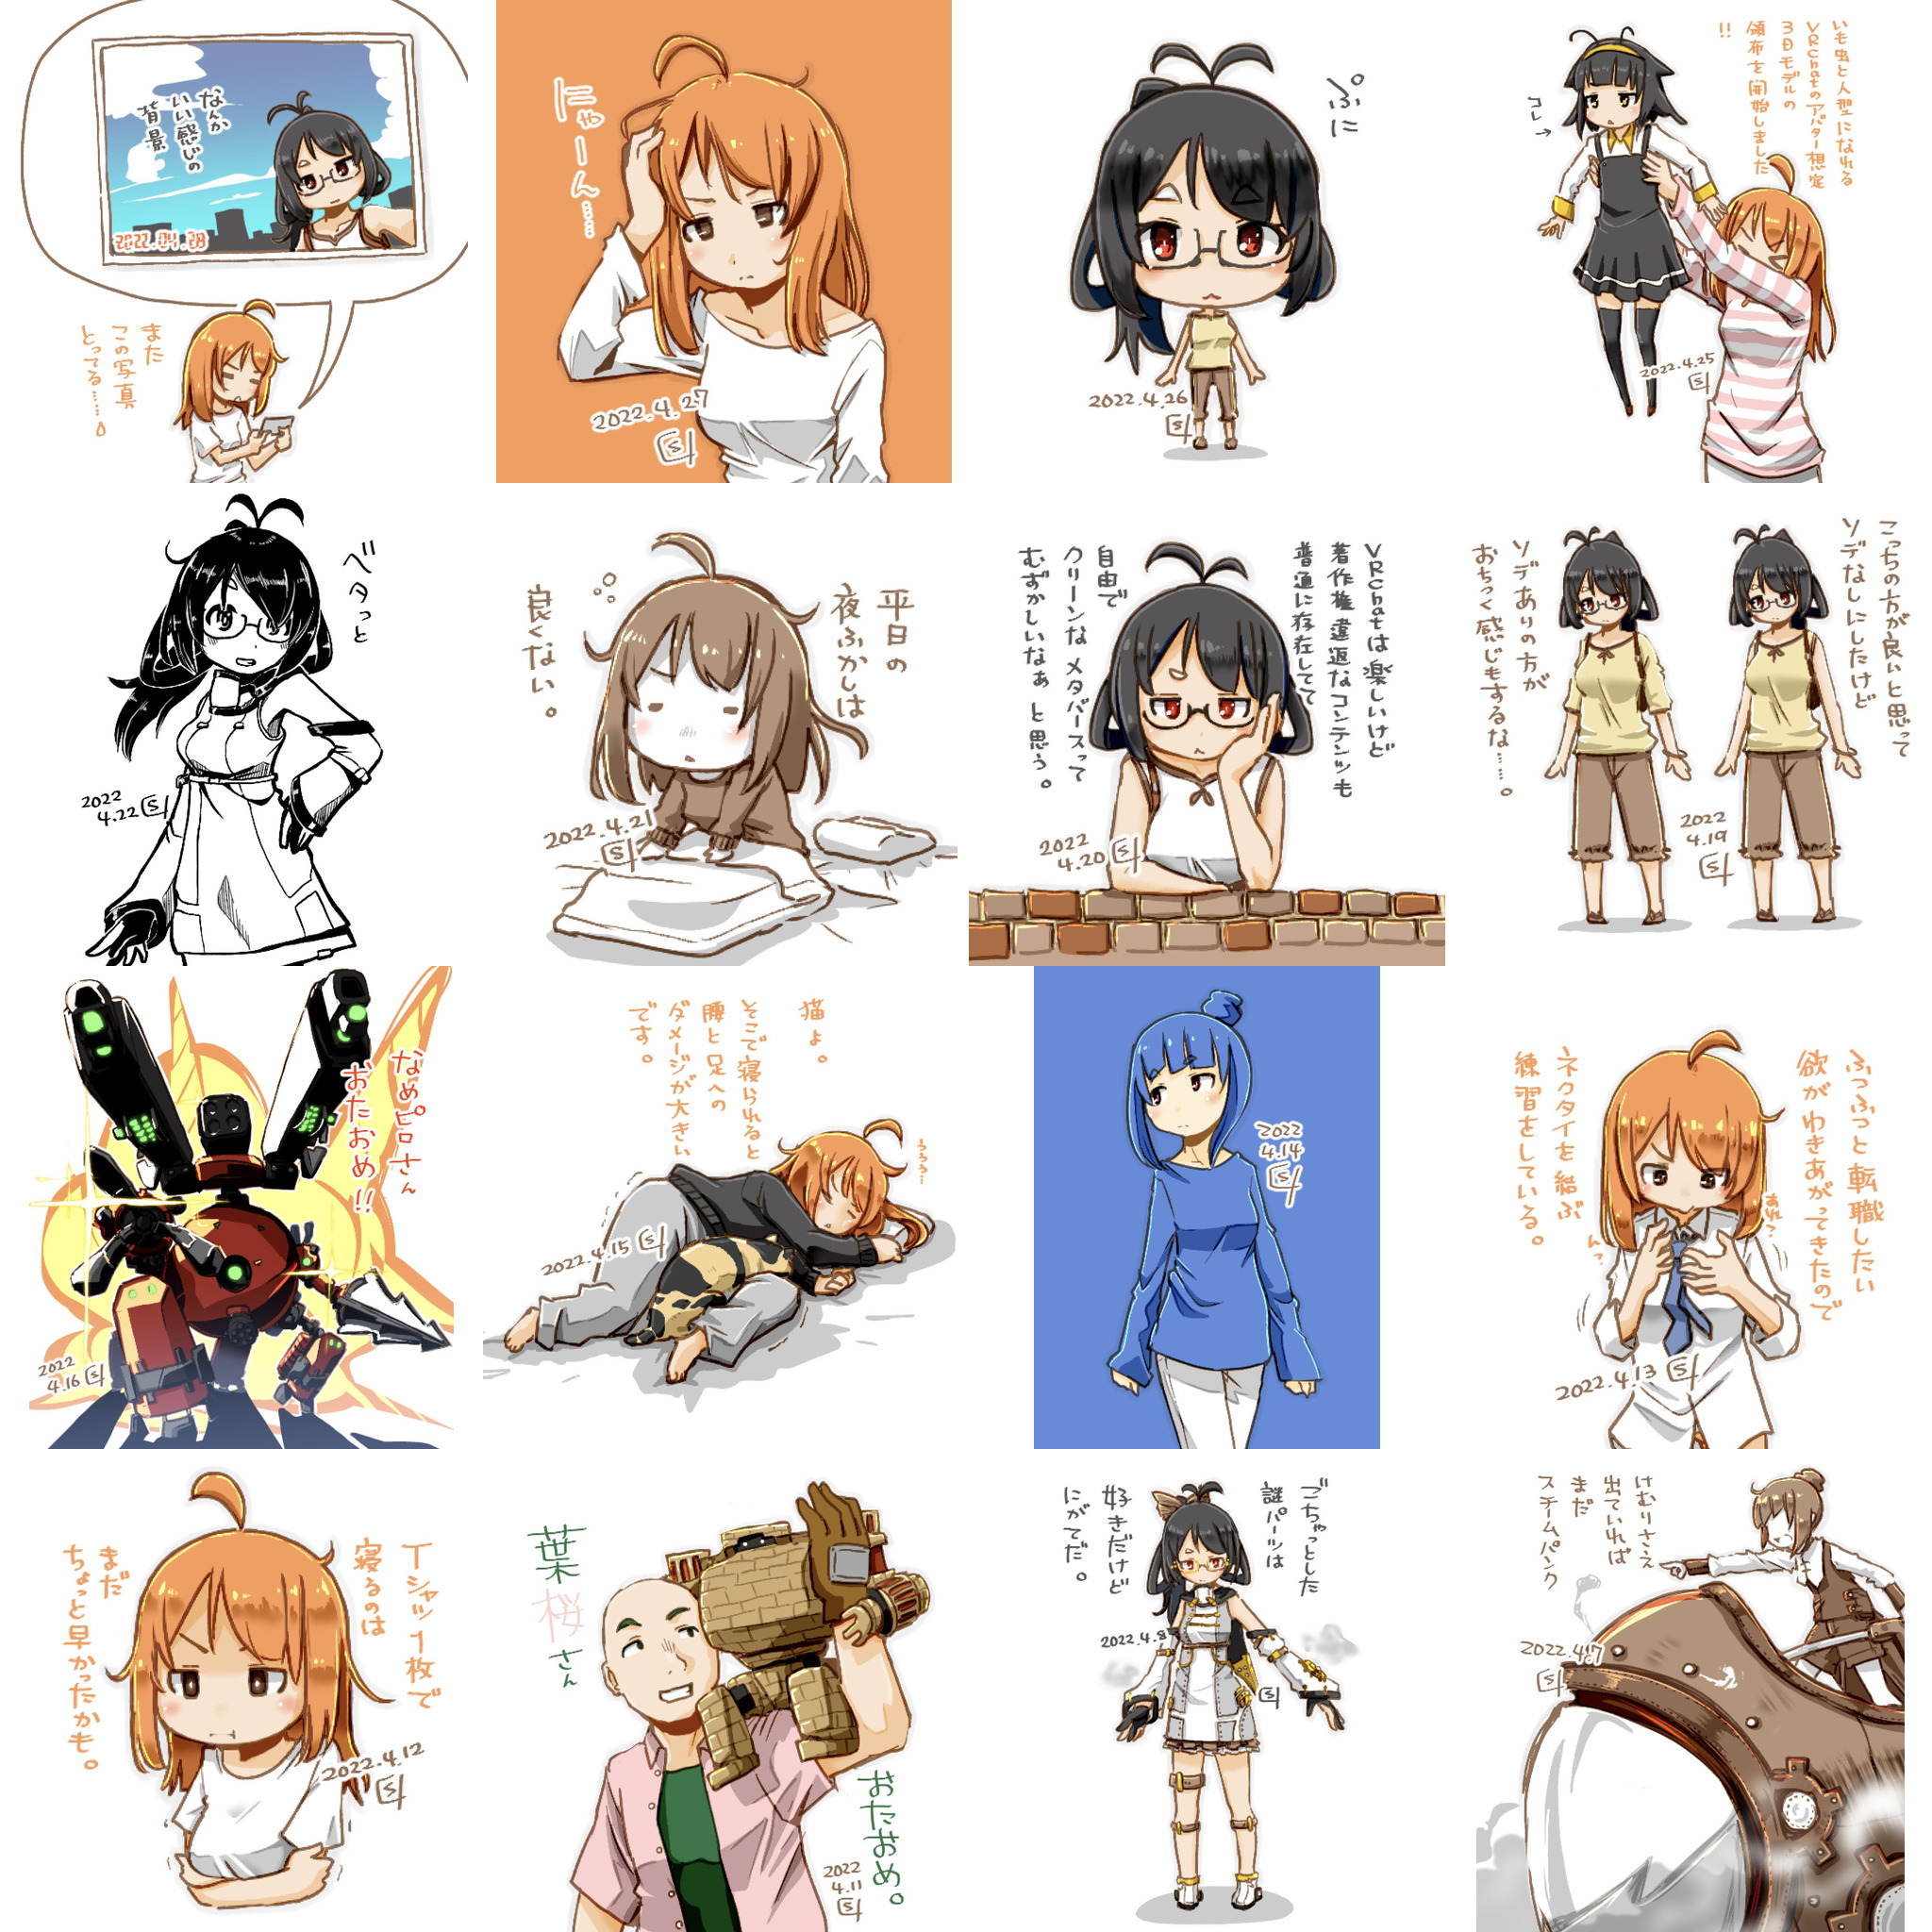 なんか
いい感じの
背景
2022.04.28
また
この写真
とってる……
にゃーん……
2022.4.27
ぷに
2022.4.26
いも虫と人型になれる
VRChatのアバター想定
3Dモデルの
頒布を開始しました
!!
コレ→
2022.4.25
ベタっと
2022
4.22
平日の
夜ふかしは
良くない。
2022.4.21
VRChatは楽しいけど
著作権違反なコンテンツも
普通に存在してて
自由で
クリーンなメタバースって
むずかしいなぁと思う。
2022
4.20
こっちの方が良いと思って
ソデなしにしたけど
ソデありの方が
おちつく感じもするな……。
2022
4.19
なめピロさん
おたおめ!!
2022
4.16
猫よ。
そこで寝られると
腰と足への
ダメージが大きい
です。
うろろ…
2022.4.15
2022
4.14
ふつふつと転職したい
欲がわきあがってきたので
ネクタイを結ぶ
練習をしている。
あれ?
んっ
2022.4.13
Tシャツ1枚で
寝るのは
まだ
ちょっと早かったかも。
2022.4.12
葉桜さん
おたおめ。
2022
4.11
ごちゃっとした
謎パーツは
好きだけど
にがてだ。
2022.4.8
けむりさえ
出ていれば
まだ
スチームパンク
2022.4.7